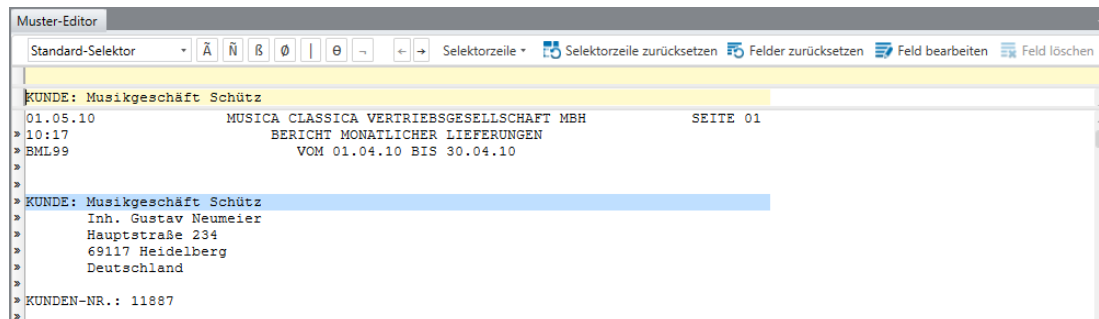 Muster-Editor
Standard-Selektor Ã Ñ ß ø | ɵ ¬ ← → Selektorzeile Selektorzeile zurücksetzen Felder zurücksetzen Feld bearbeiten Feld löschen
KUNDE: Musikgeschäft Schütz
01.05.10 MUSICA CLASSICA VERTRIEBSGESELLSCHAFT MBH SEITE 01
» 10:17 BERICHT MONATLICHER LIEFERUNGEN
» BML99 VOM 01.04.10 BIS 30.04.10
»
»
» KUNDE: Musikgeschäft Schütz
» Inh. Gustav Neumeier
» Hauptstraße 234
» 69117 Heidelberg
» Deutschland
»
» KUNDEN-NR.: 11887
»